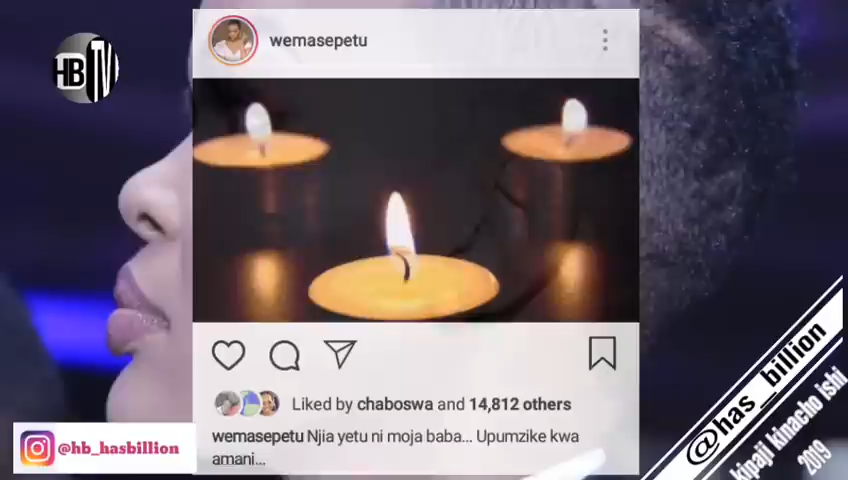 HB TV
wemasepetu
Liked by chaboswa and 14,812 others
wemasepetu Njia yetu ni moja baba... Upumzike kwa
amani...
@hb_hasbillion
@has_billion
kipaji kinacho ishi
2019